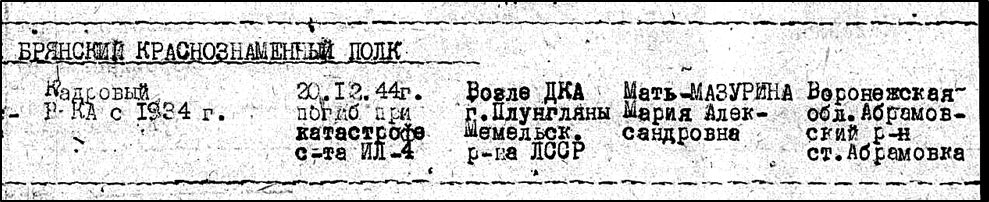 БРЯНСКИЙ КРАСНОЗНАМЕННЫЙ ПОЛК
Кадровый 20.12.44г. Возле ДКА Мать-МАЗУРИНА Воронежская
КА с 1934 г. погиб при г.Плунгляны Мария Алек- обл.Абрамов-
катастрофе Мемельск. сандровна ский р-н
с-та ИЛ-4 р-на ЛССР ст.Абрамовка